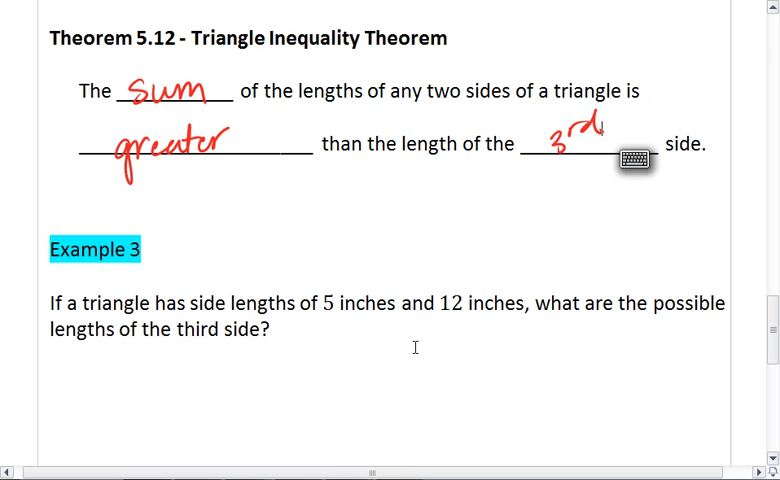 Theorem 5.12 - Triangle Inequality Theorem
The sum of the lengths of any two sides of a triangle is
greater than the length of the 3rd side.
Example 3
If a triangle has side lengths of 5 inches and 12 inches, what are the possible
lengths of the third side?